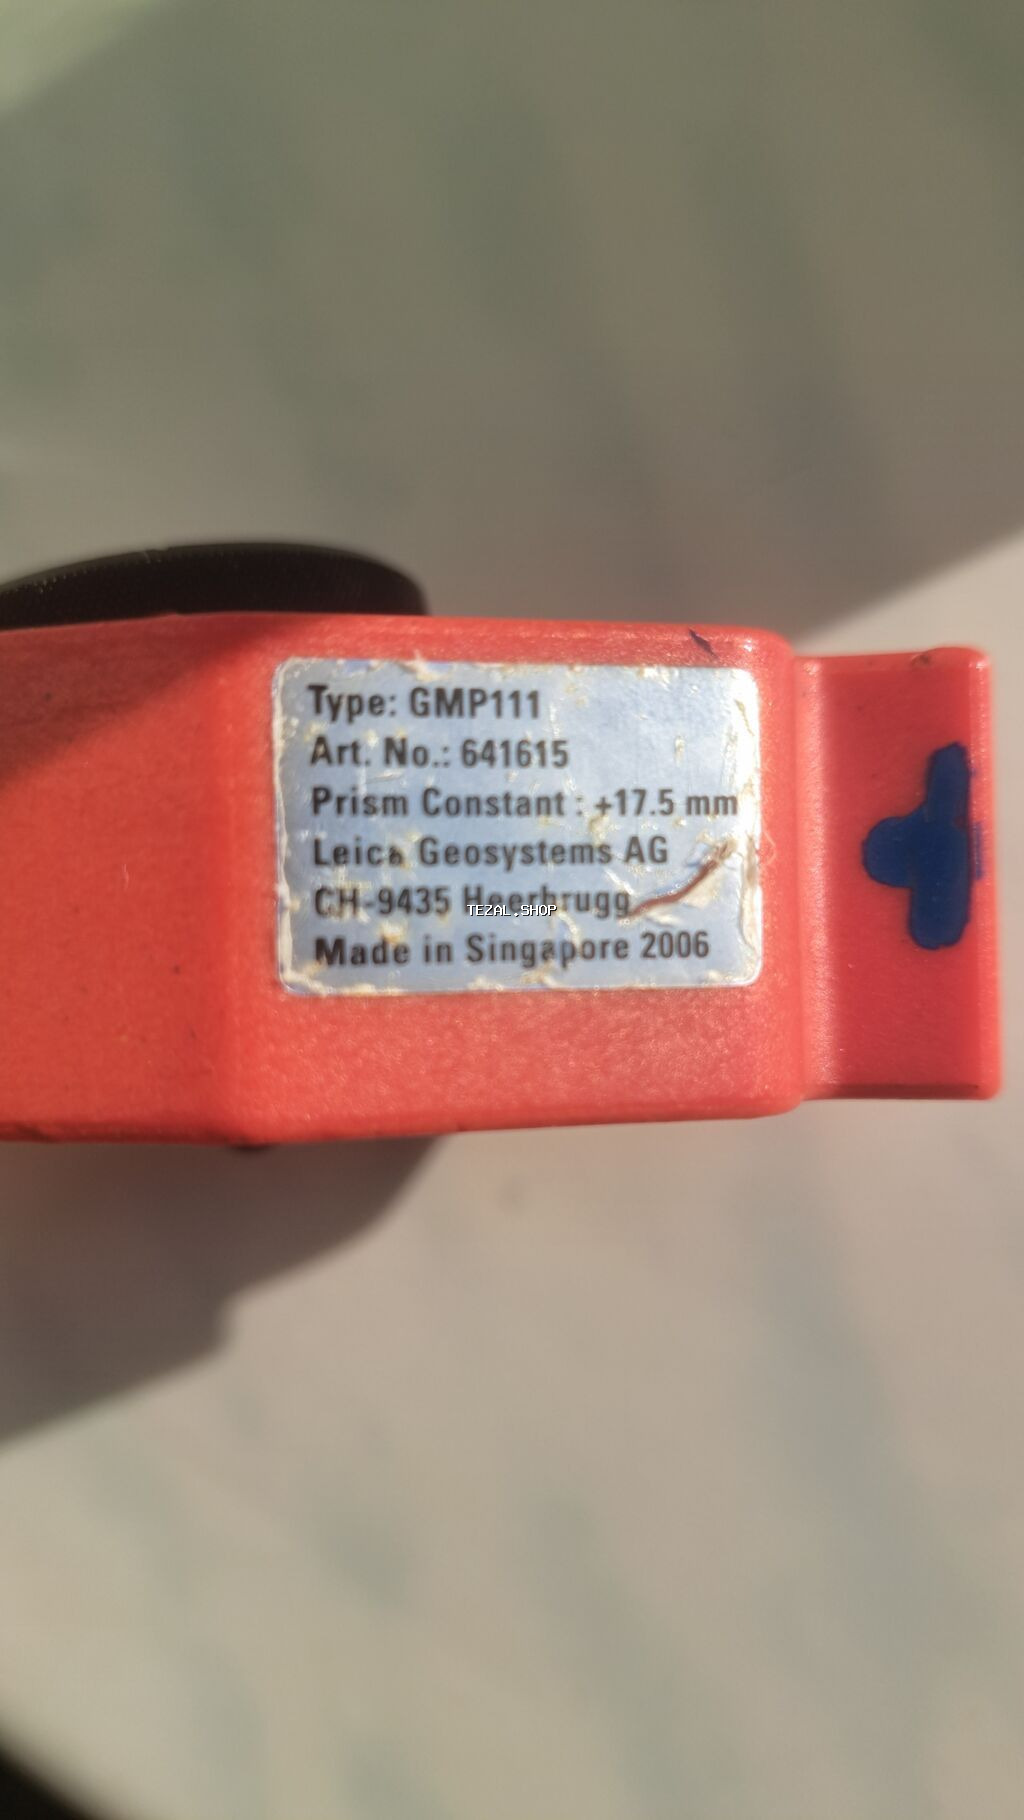 Type: GMP111
Art. No.: 641615
Prism Constant : +17.5 mm
Leica Geosystems AG
CH-9435 Heerbrugg
TEZAL.SHOP
Made in Singapore 2006